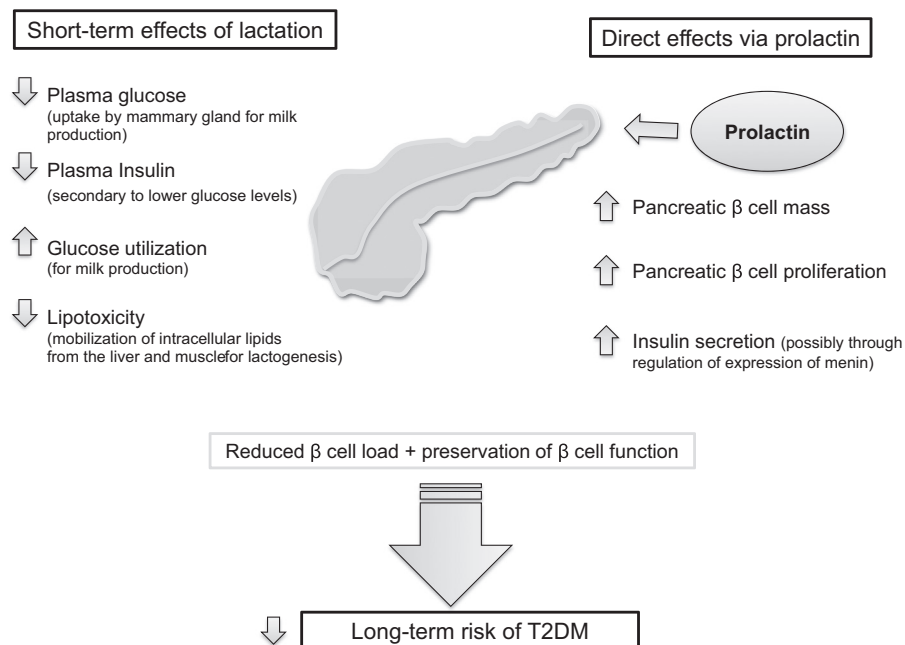 Short-term effects of lactation
Plasma glucose
(uptake by mammary gland for milk
production)
Plasma Insulin
(secondary to lower glucose levels)
Glucose utilization
(for milk production)
Lipotoxicity
(mobilization of intracellular lipids
from the liver and musclefor lactogenesis)
Direct effects via prolactin
Prolactin
Pancreatic β cell mass
Pancreatic β cell proliferation
Insulin secretion (possibly through
regulation of expression of menin)
Reduced β cell load + preservation of β cell function
Long-term risk of T2DM